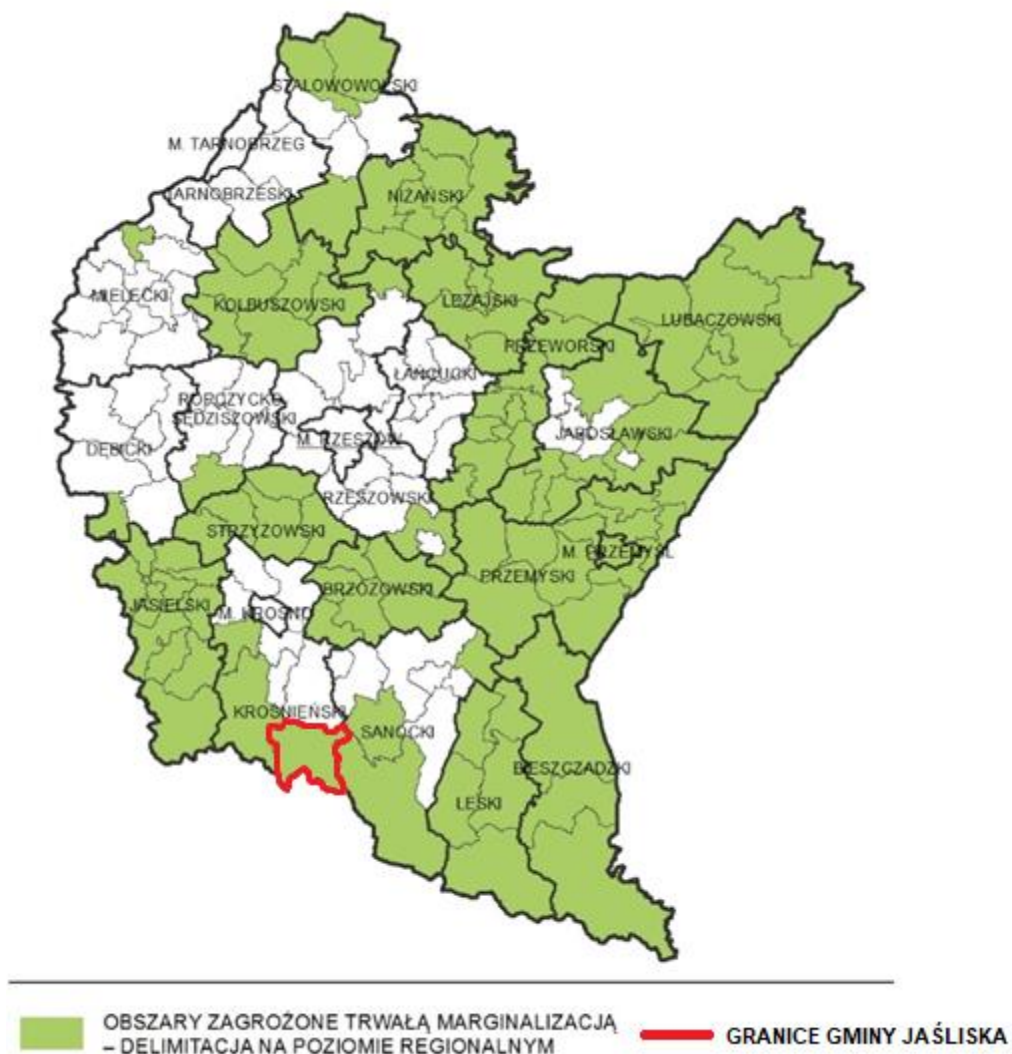 STALOWOWOLSKI
M. TARNOBRZEG
TARNOBRZESKI
NIŻAŃSKI
MIELECKI
KOLBUSZOWSKI
LEŻAJSKI
LUBACZOWSKI
PRZEWORSKI
ŁAŃCUCKI
ROPCZYCKO
SĘDZISZOWSKI
M. RZESZÓW
JAROSŁAWSKI
DĘBICKI
RZESZOWSKI
STRZYŻOWSKI
M. PRZEMYŚL
PRZEMYSKI
BRZOZOWSKI
JASIELSKI
M. KROSNO
KROŚNIEŃSKI
SANOCKI
BIESZCZADZKI
LESKI
OBSZARY ZAGROŻONE TRWAŁĄ MARGINALIZACJĄ
– DELIMITACJA NA POZIOMIE REGIONALNYM
GRANICE GMINY JAŚLISKA